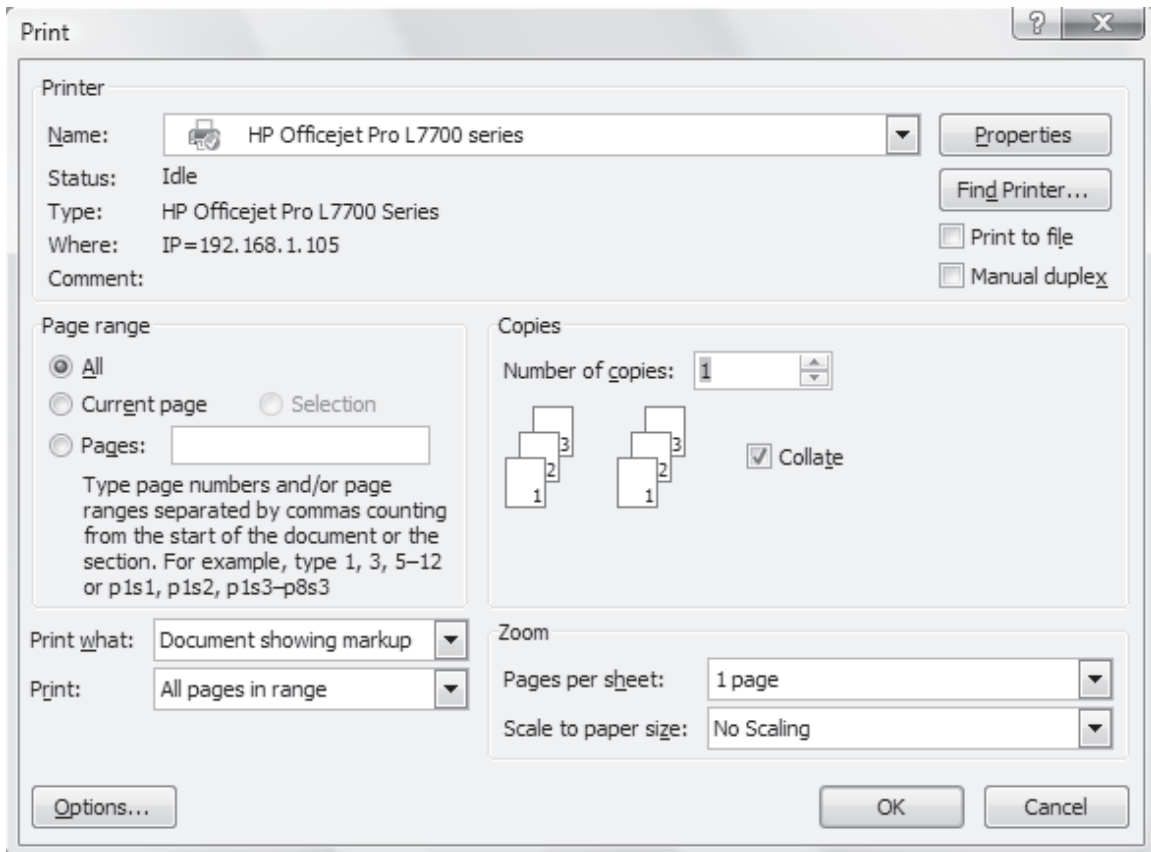 Print
Printer
Name: HP Officejet Pro L7700 series Properties
Status: Idle Find Printer...
Type: HP Officejet Pro L7700 Series
Where: IP=192.168.1.105 Print to file
Comment: Manual duplex
Page range
All
Current page Selection
Pages:
Type page numbers and/or page
ranges separated by commas counting
from the start of the document or the
section. For example, type 1, 3, 5–12
or p1s1, p1s2, p1s3–p8s3
Copies
Number of copies: 1
3 3
2 2
1 1
Collate
Print what: Document showing markup
Print: All pages in range
Zoom
Pages per sheet: 1 page
Scale to paper size: No Scaling
Options... OK Cancel